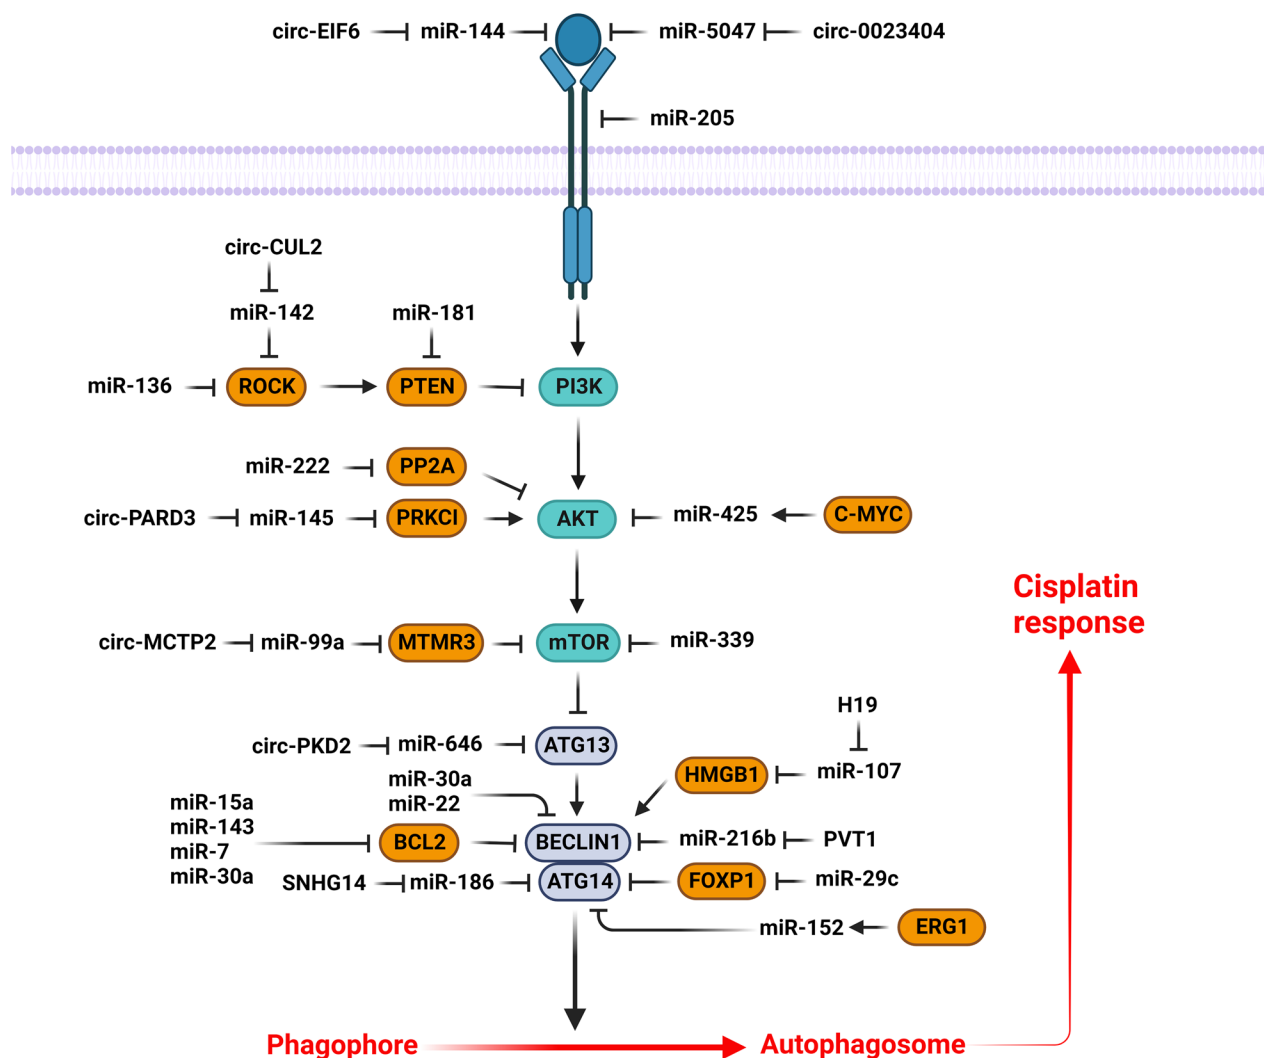 circ-EIF6 miR-144 miR-5047 circ-0023404
miR-205
circ-CUL2
miR-142 miR-181
miR-136 ROCK PTEN PI3K
miR-222 PP2A
circ-PARD3 miR-145 PRKCI AKT miR-425 C-MYC
Cisplatin
response
circ-MCTP2 miR-99a MTMR3 mTOR miR-339
H19
circ-PKD2 miR-646 ATG13
HMGB1 miR-107
miR-30a
miR-22
miR-15a
miR-143
miR-7
miR-30a
BCL2 BECLIN1 miR-216b PVT1
SNHG14 miR-186 ATG14 FOXP1 miR-29c
miR-152 ERG1
Phagophore Autophagosome